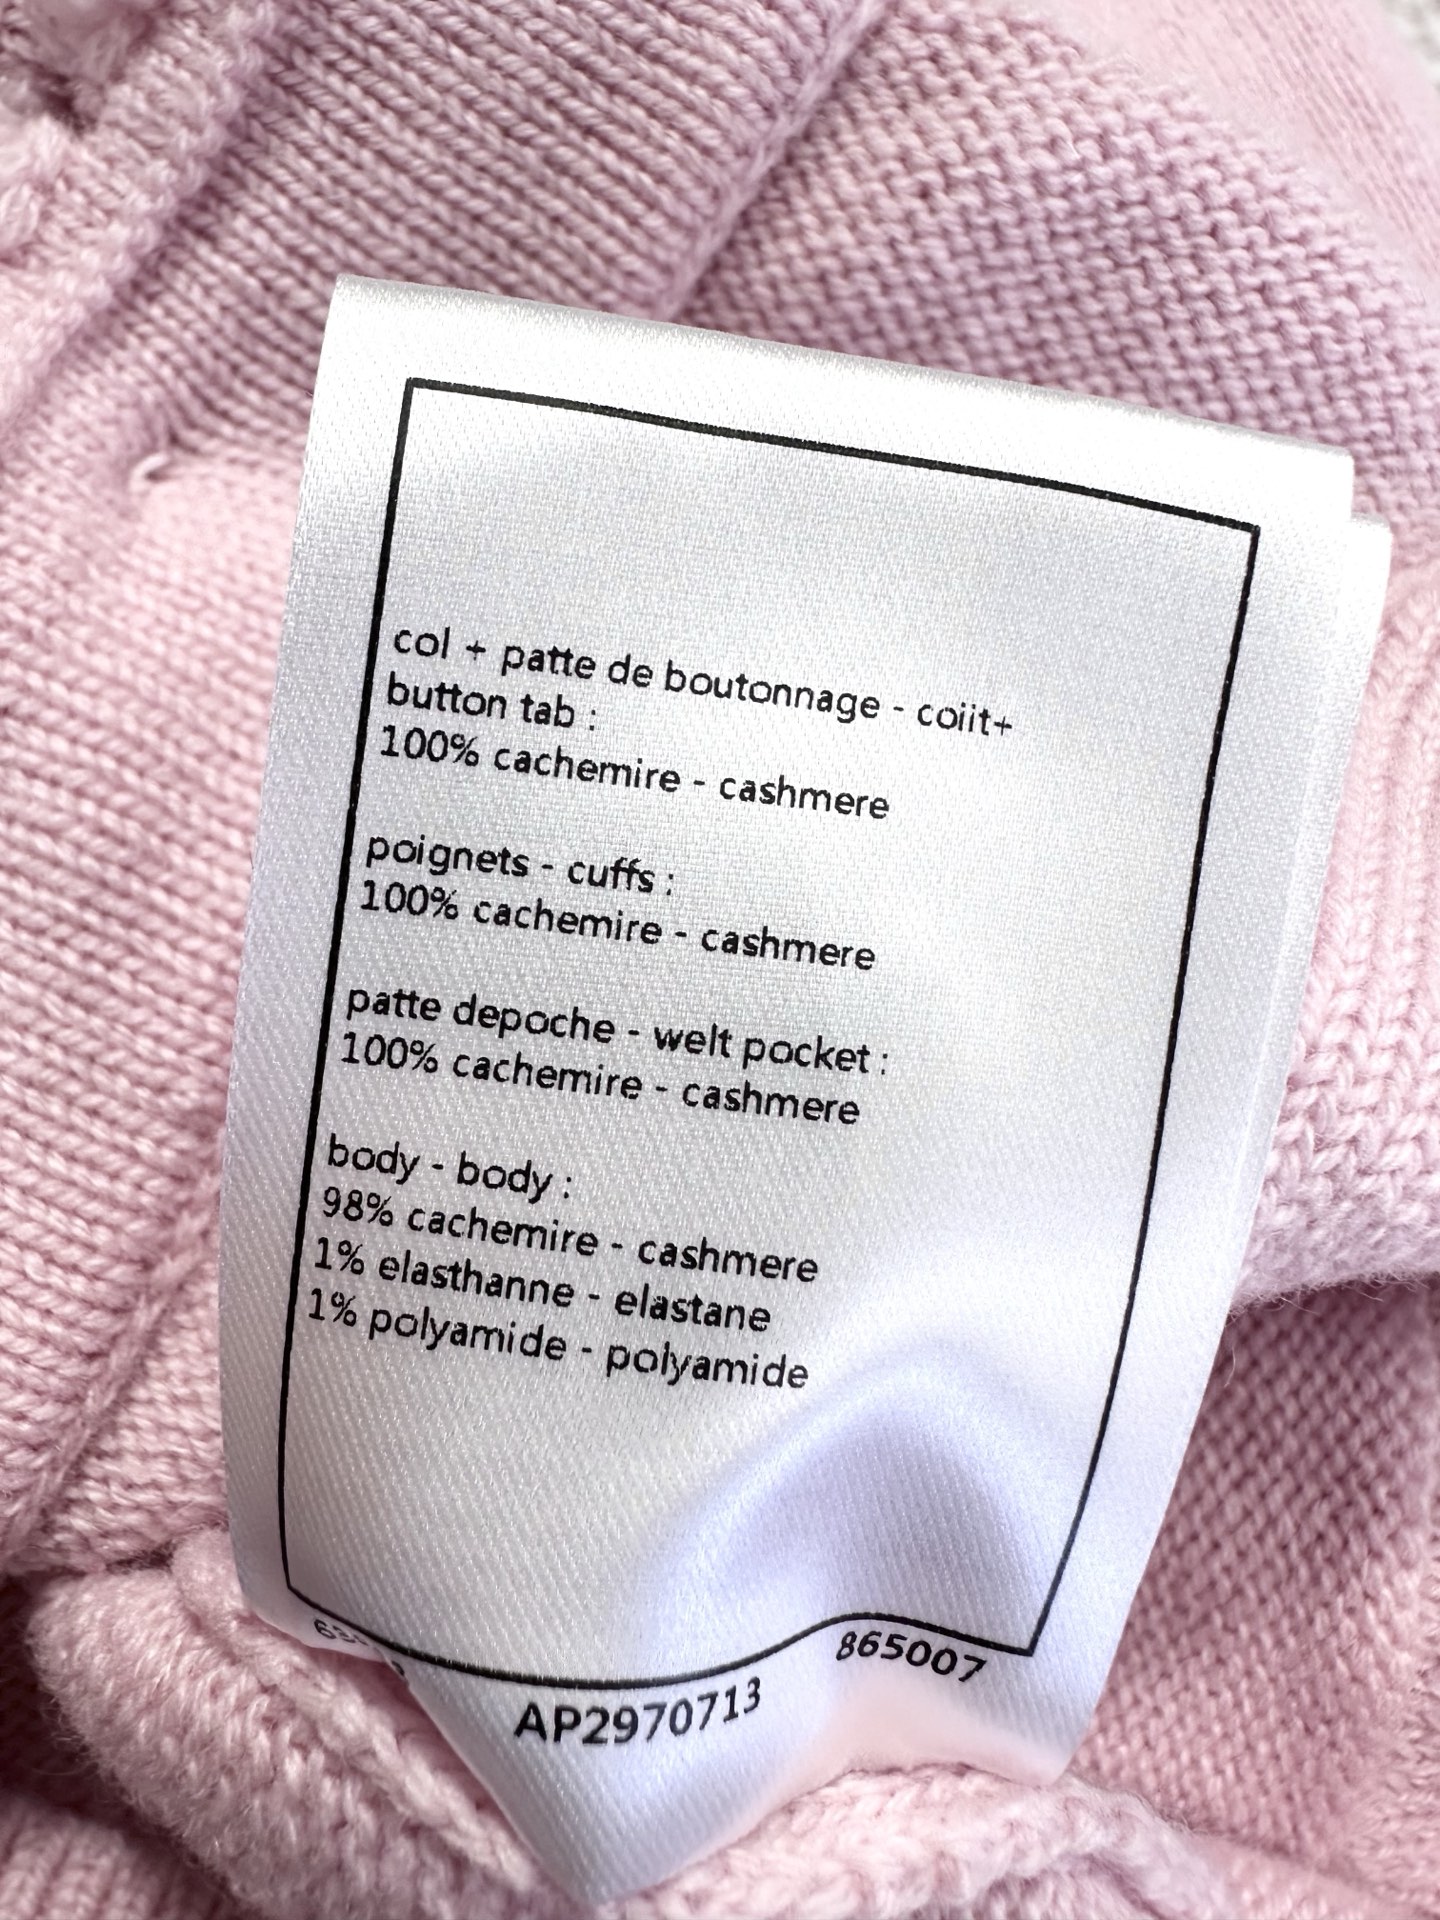 col + patte de boutonnage - coiit+
button tab :
100% cachemire - cashmere
poignets - cuffs :
100% cachemire - cashmere
patte depoche - welt pocket :
100% cachemire - cashmere
body - body :
98% cachemire - cashmere
1% elasthanne - elastane
1% polyamide - polyamide
865007
AP2970713